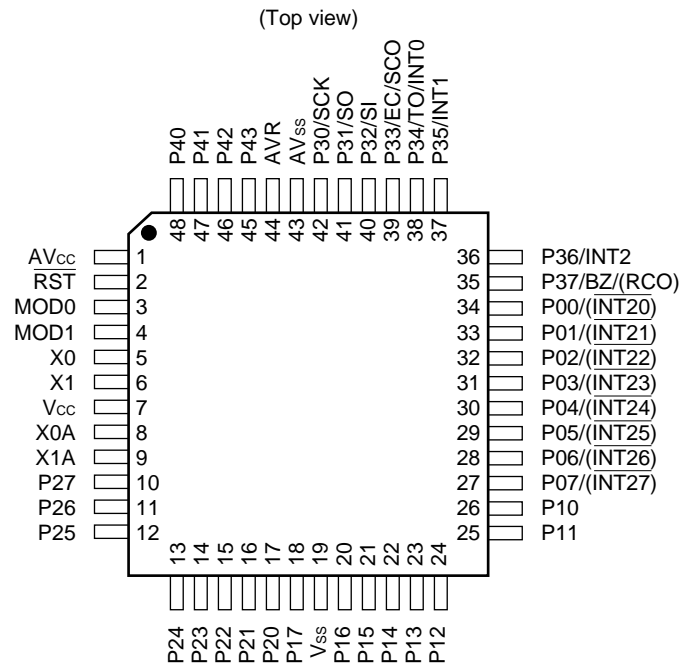 (Top view)
P40
P41
P42
P43
AVR
AVss
P30/SCK
P31/SO
P32/SI
P33/EC/SCO
P34/TO/INT0
P35/INT1
48
47
46
45
44
43
42
41
40
39
38
37
AVcc 1
RST 2
MOD0 3
MOD1 4
X0 5
X1 6
Vcc 7
X0A 8
X1A 9
P27 10
P26 11
P25 12
36 P36/INT2
35 P37/BZ/(RCO)
34 P00/(INT20)
33 P01/(INT21)
32 P02/(INT22)
31 P03/(INT23)
30 P04/(INT24)
29 P05/(INT25)
28 P06/(INT26)
27 P07/(INT27)
26 P10
25 P11
13
14
15
16
17
18
19
20
21
22
23
24
P24
P23
P22
P21
P20
P17
Vss
P16
P15
P14
P13
P12